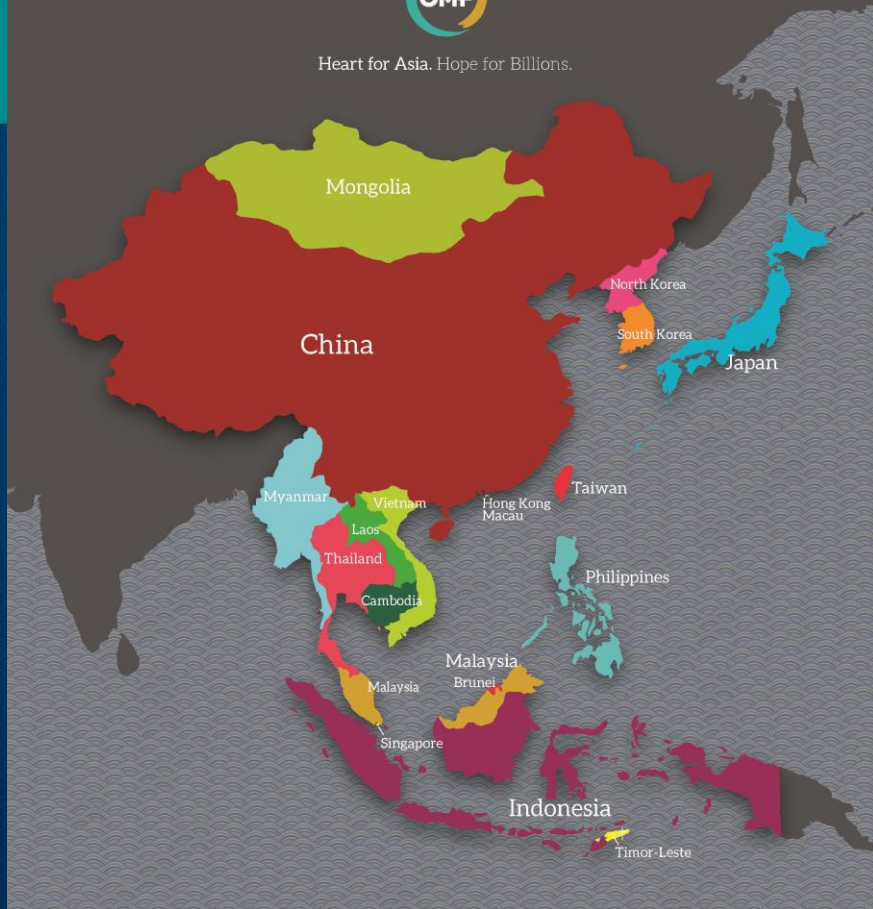 OMF
Heart for Asia. Hope for Billions.
Mongolia
North Korea
China
South Korea
Japan
Taiwan
Myanmar
Vietnam
Hong Kong
Macau
Laos
Thailand
Philippines
Cambodia
Malaysia
Brunei
Malaysia
Singapore
Indonesia
Timor-Leste